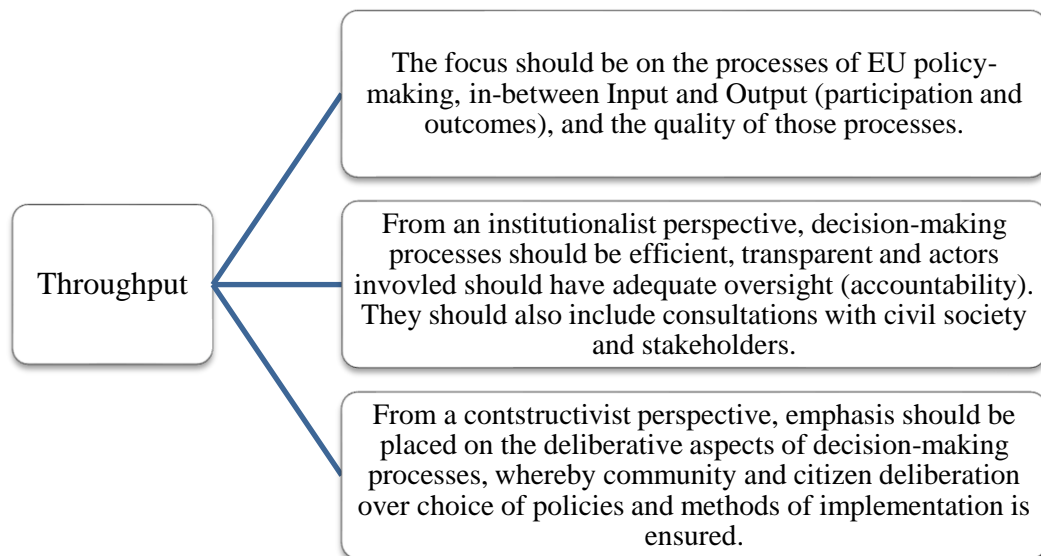 The focus should be on the processes of EU policy-
making, in-between Input and Output (participation and
outcomes), and the quality of those processes.
Throughput
From an institutionalist perspective, decision-making
processes should be efficient, transparent and actors
invovled should have adequate oversight (accountability).
They should also include consultations with civil society
and stakeholders.
From a contstructivist perspective, emphasis should be
placed on the deliberative aspects of decision-making
processes, whereby community and citizen deliberation
over choice of policies and methods of implementation is
ensured.